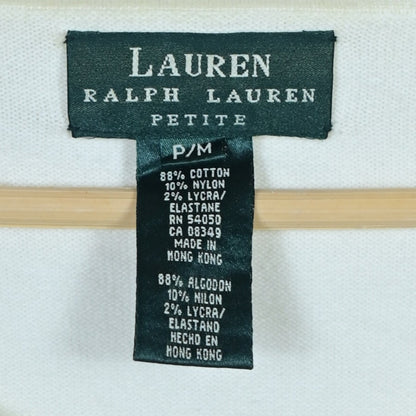 LAUREN
RALPH LAUREN
PETITE
P/M
88% COTTON
10% NYLON
2% LYCRA/
ELASTANE
RN 54050
CA 08349
MADE IN
HONG KONG
88% ALGODON
10% NILON
2% LYCRA/
ELASTAND
HECHO EN
HONG KONG